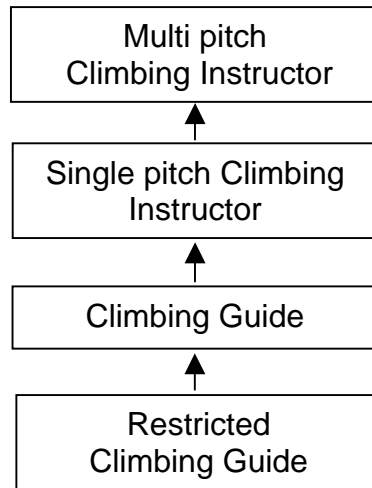 Multi pitch
Climbing Instructor
Single pitch Climbing
Instructor
Climbing Guide
Restricted
Climbing Guide